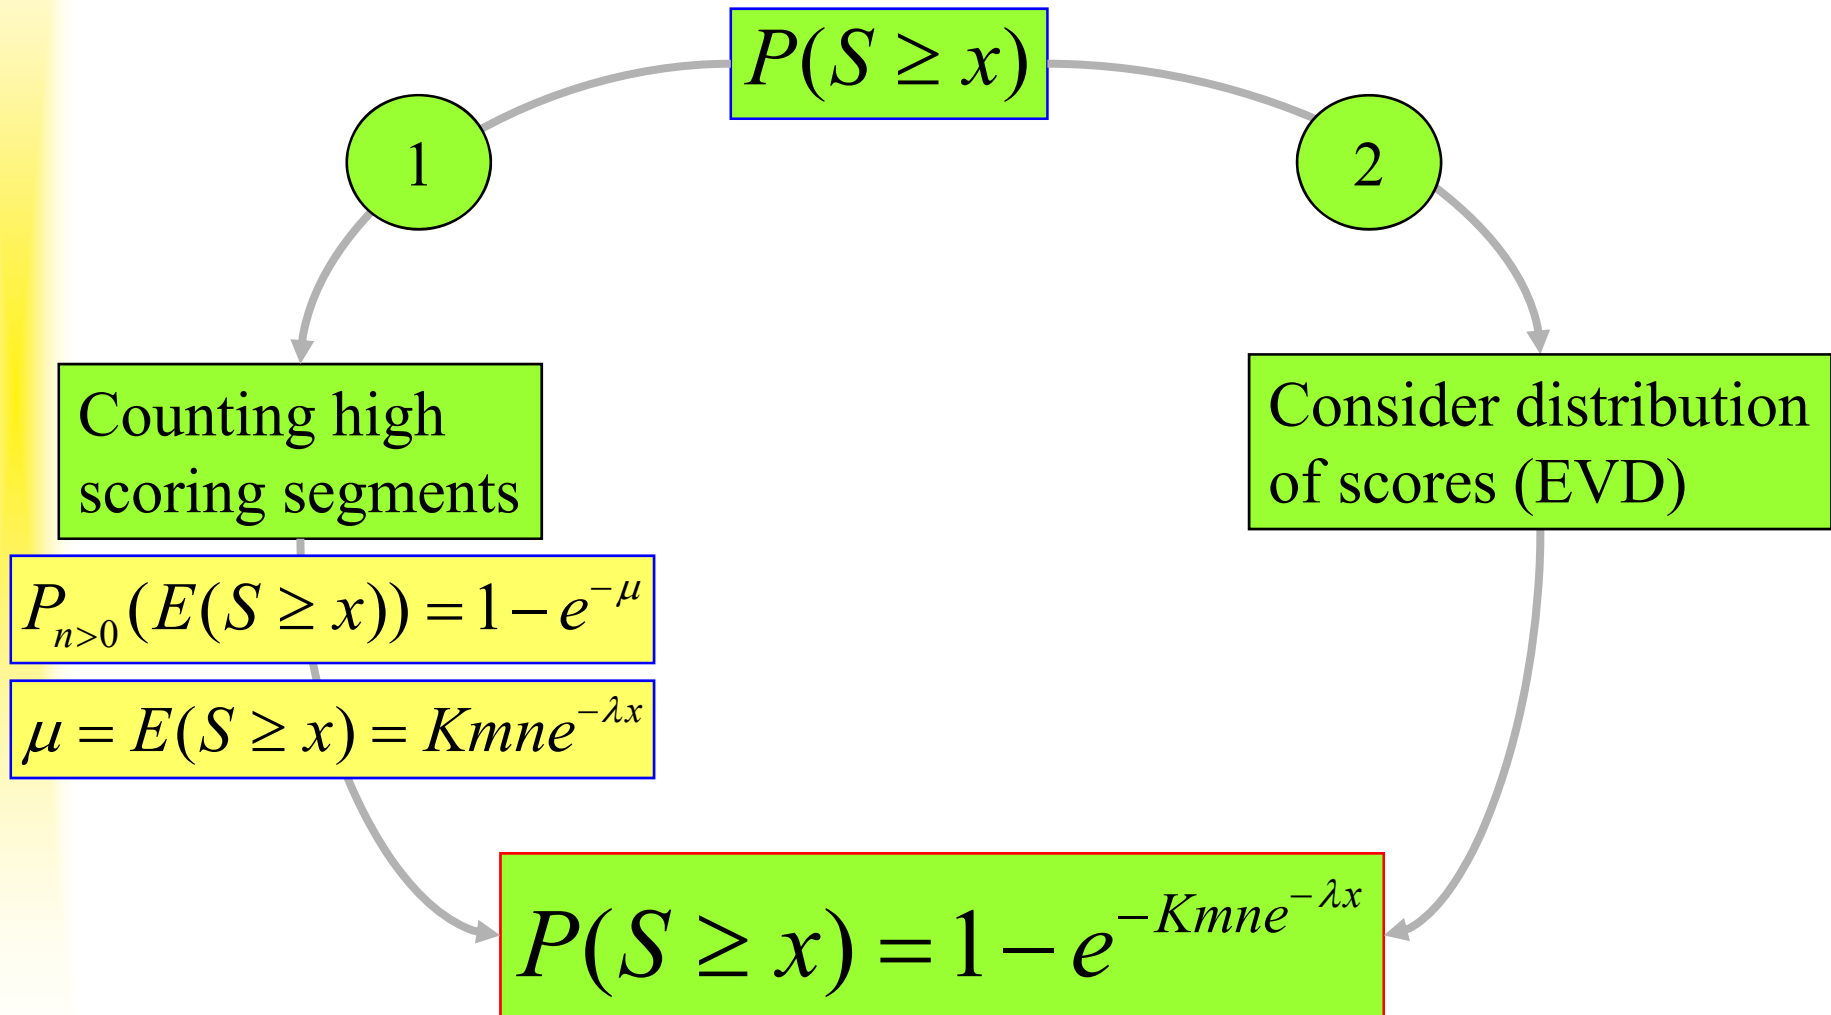 P(S ≥ x)
1
2
Counting high
scoring segments
Consider distribution
of scores (EVD)
P_{n>0}(E(S ≥ x)) = 1 − e^{−μ}
μ = E(S ≥ x) = Kmne^{−λx}
P(S ≥ x) = 1 − e^{−Kmne^{−λx}}